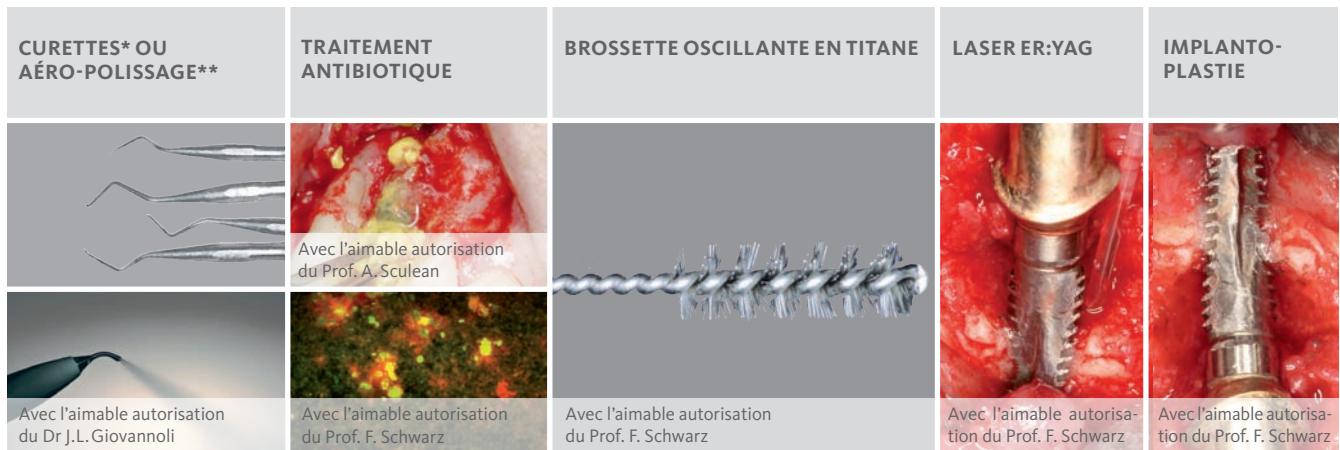 CURETTES* OU
AÉRO-POLISSAGE**
TRAITEMENT
ANTIBIOTIQUE
BROSSETTE OSCILLANTE EN TITANE
LASER ER:YAG
IMPLANTO-
PLASTIE
Avec l’aimable autorisation
du Prof. A. Sculean
Avec l’aimable autorisation
du Dr J.L. Giovannoli
Avec l’aimable autorisation
du Prof. F. Schwarz
Avec l’aimable autorisation
du Prof. F. Schwarz
Avec l’aimable autorisa-
tion du Prof. F. Schwarz
Avec l’aimable autorisa-
tion du Prof. F. Schwarz